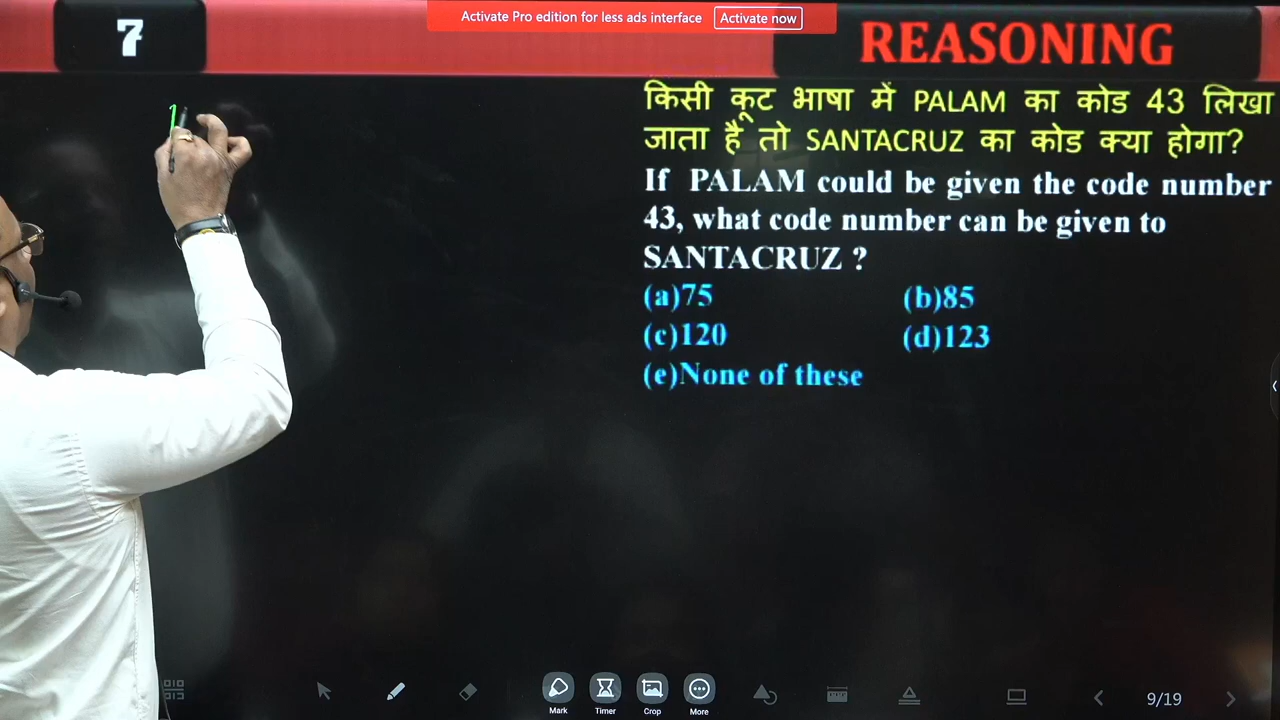 7
Activate Pro edition for less ads interface
Activate now
REASONING
किसी कूट भाषा में PALAM का कोड 43 लिखा
जाता है तो SANTACRUZ का कोड क्या होगा?
If PALAM could be given the code number
43, what code number can be given to
SANTACRUZ ?
(a)75 (b)85
(c)120 (d)123
(e)None of these
Mark Timer Crop More
9/19